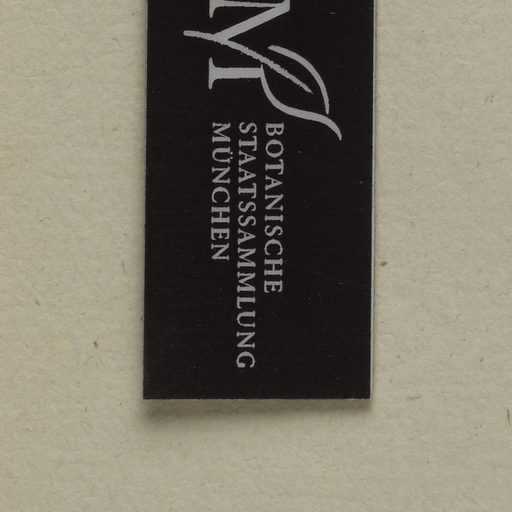 M
BOTANISCHE
STAATSSAMMLUNG
MÜNCHEN